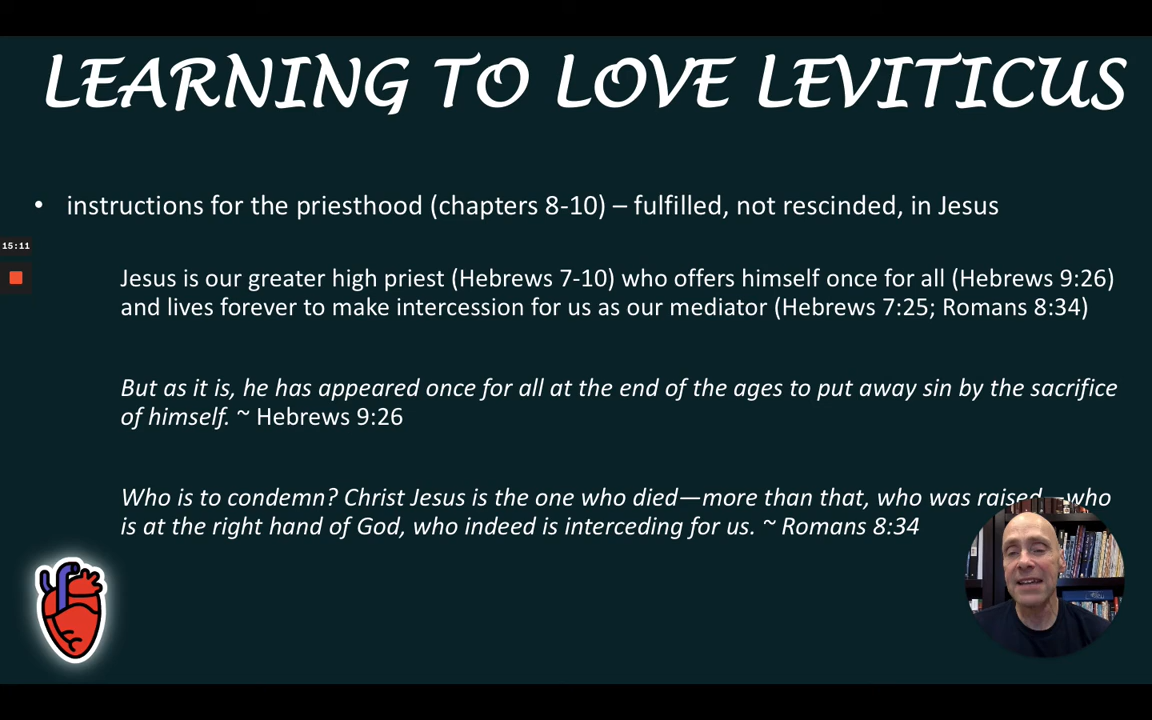 LEARNING TO LOVE LEVITICUS
• instructions for the priesthood (chapters 8-10) – fulfilled, not rescinded, in Jesus
15:11
Jesus is our greater high priest (Hebrews 7-10) who offers himself once for all (Hebrews 9:26)
and lives forever to make intercession for us as our mediator (Hebrews 7:25; Romans 8:34)
But as it is, he has appeared once for all at the end of the ages to put away sin by the sacrifice
of himself. ~ Hebrews 9:26
Who is to condemn? Christ Jesus is the one who died—more than that, who was raised—who
is at the right hand of God, who indeed is interceding for us. ~ Romans 8:34